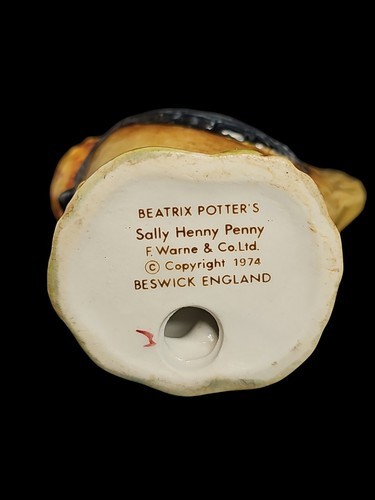 BEATRIX POTTER'S
Sally Henny Penny
F. Warne & Co.Ltd.
© Copyright 1974
BESWICK ENGLAND